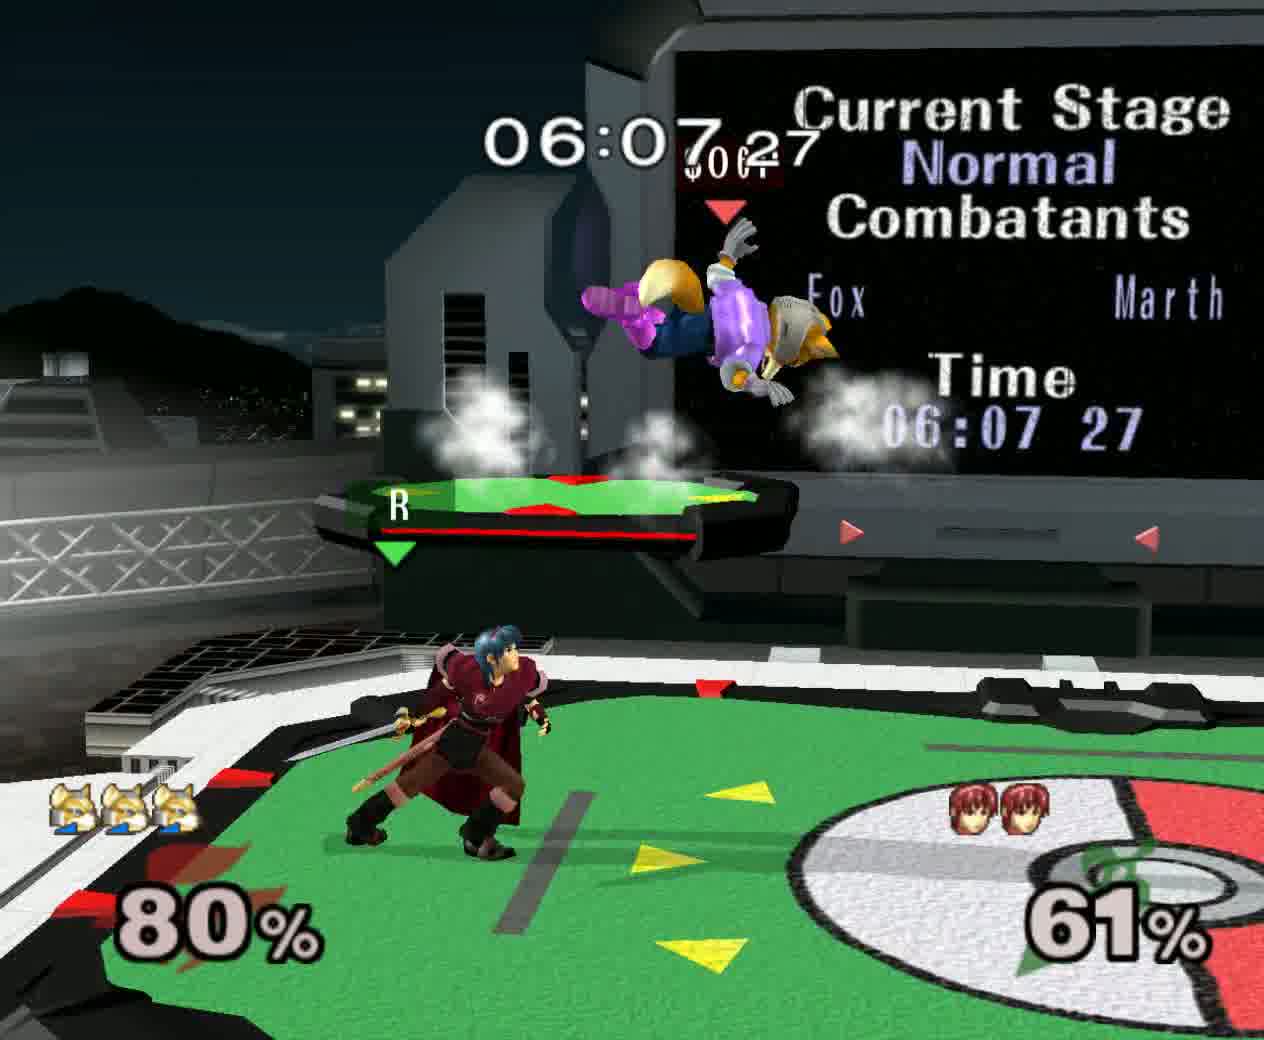 Current Stage
06:07 27
Normal
Combatants
Fox Marth
Time
06:07 27
R
80%
61%